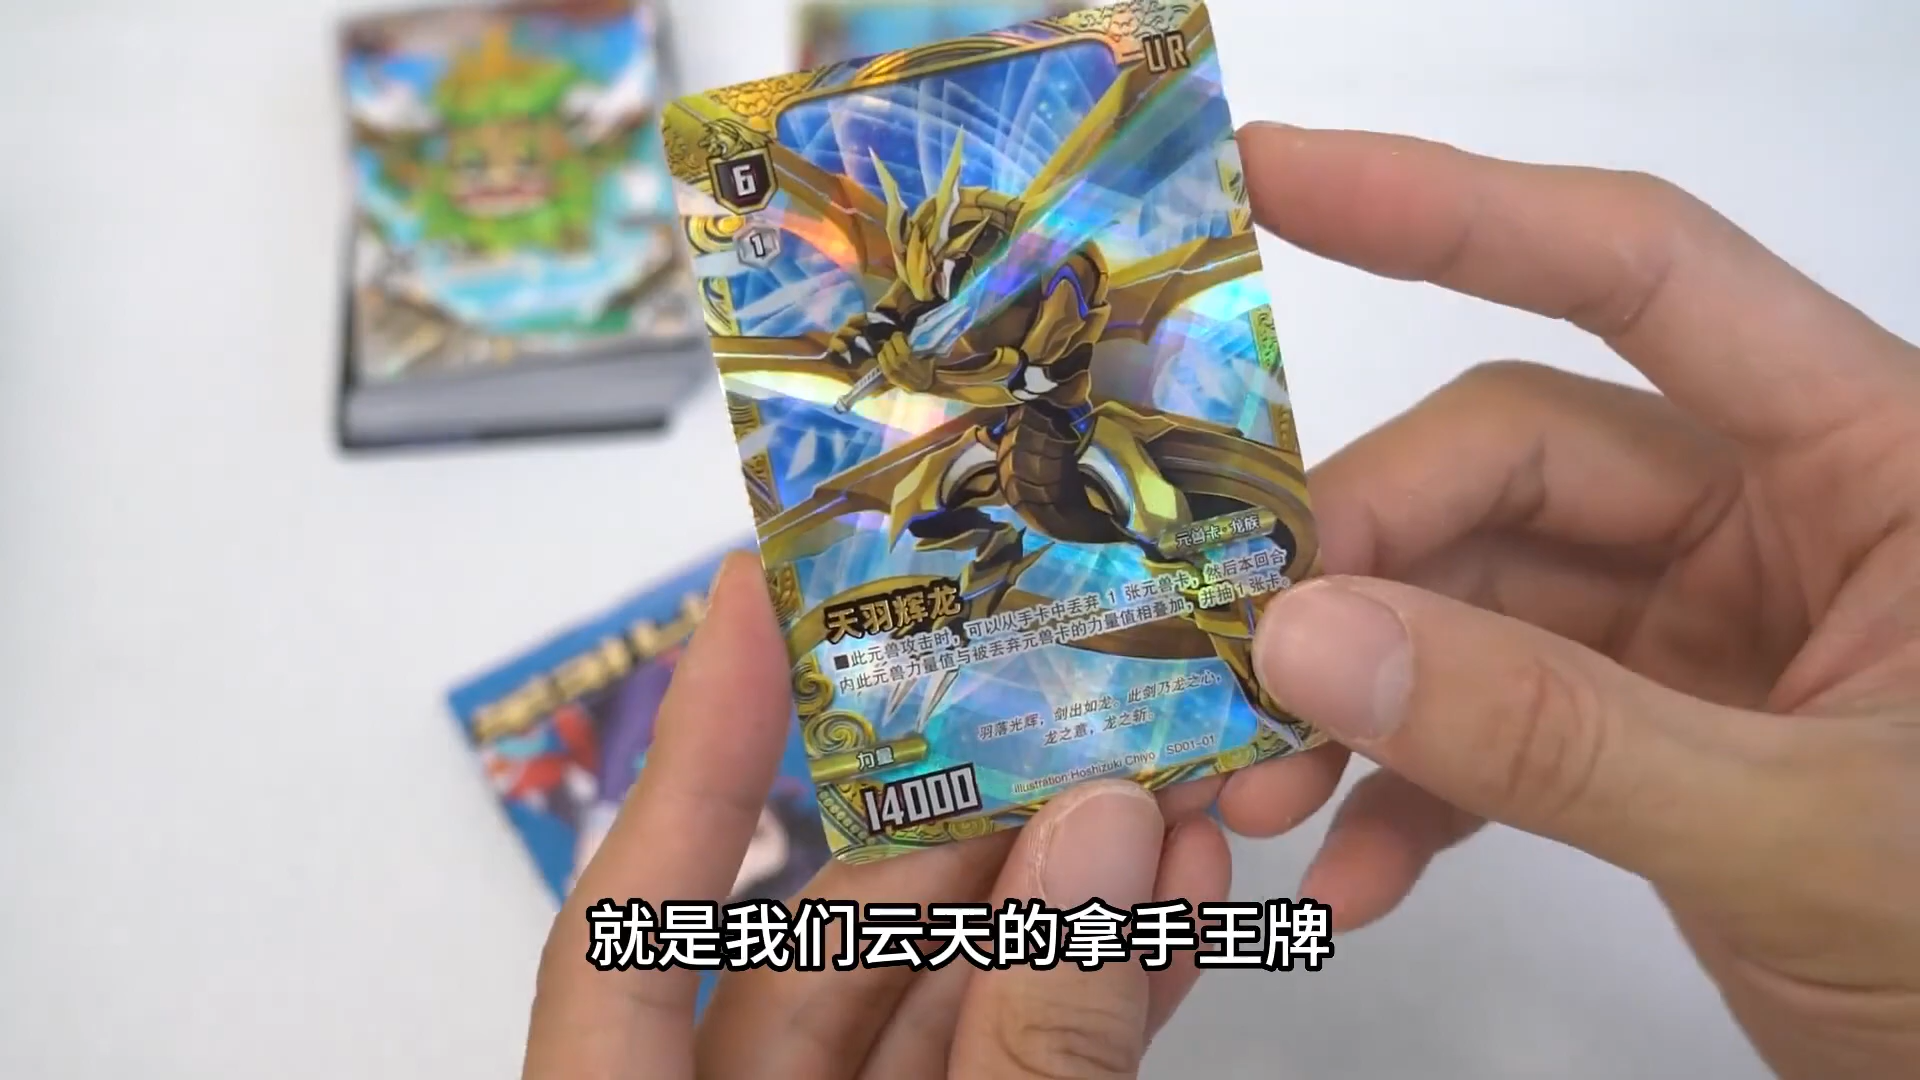 UR
6
1
元兽卡·龙族
天羽辉龙
■此元兽攻击时，可以从手卡中丢弃 1 张元兽卡，然后本回合
内此元兽力量值与被丢弃元兽卡的力量值相叠加，并抽1张卡。
羽落光辉，剑出如龙。此剑乃龙之心，
龙之意，龙之斩。
力量
14000
illustration:Hoshizuki Chiyo SD01-01
就是我们云天的拿手王牌